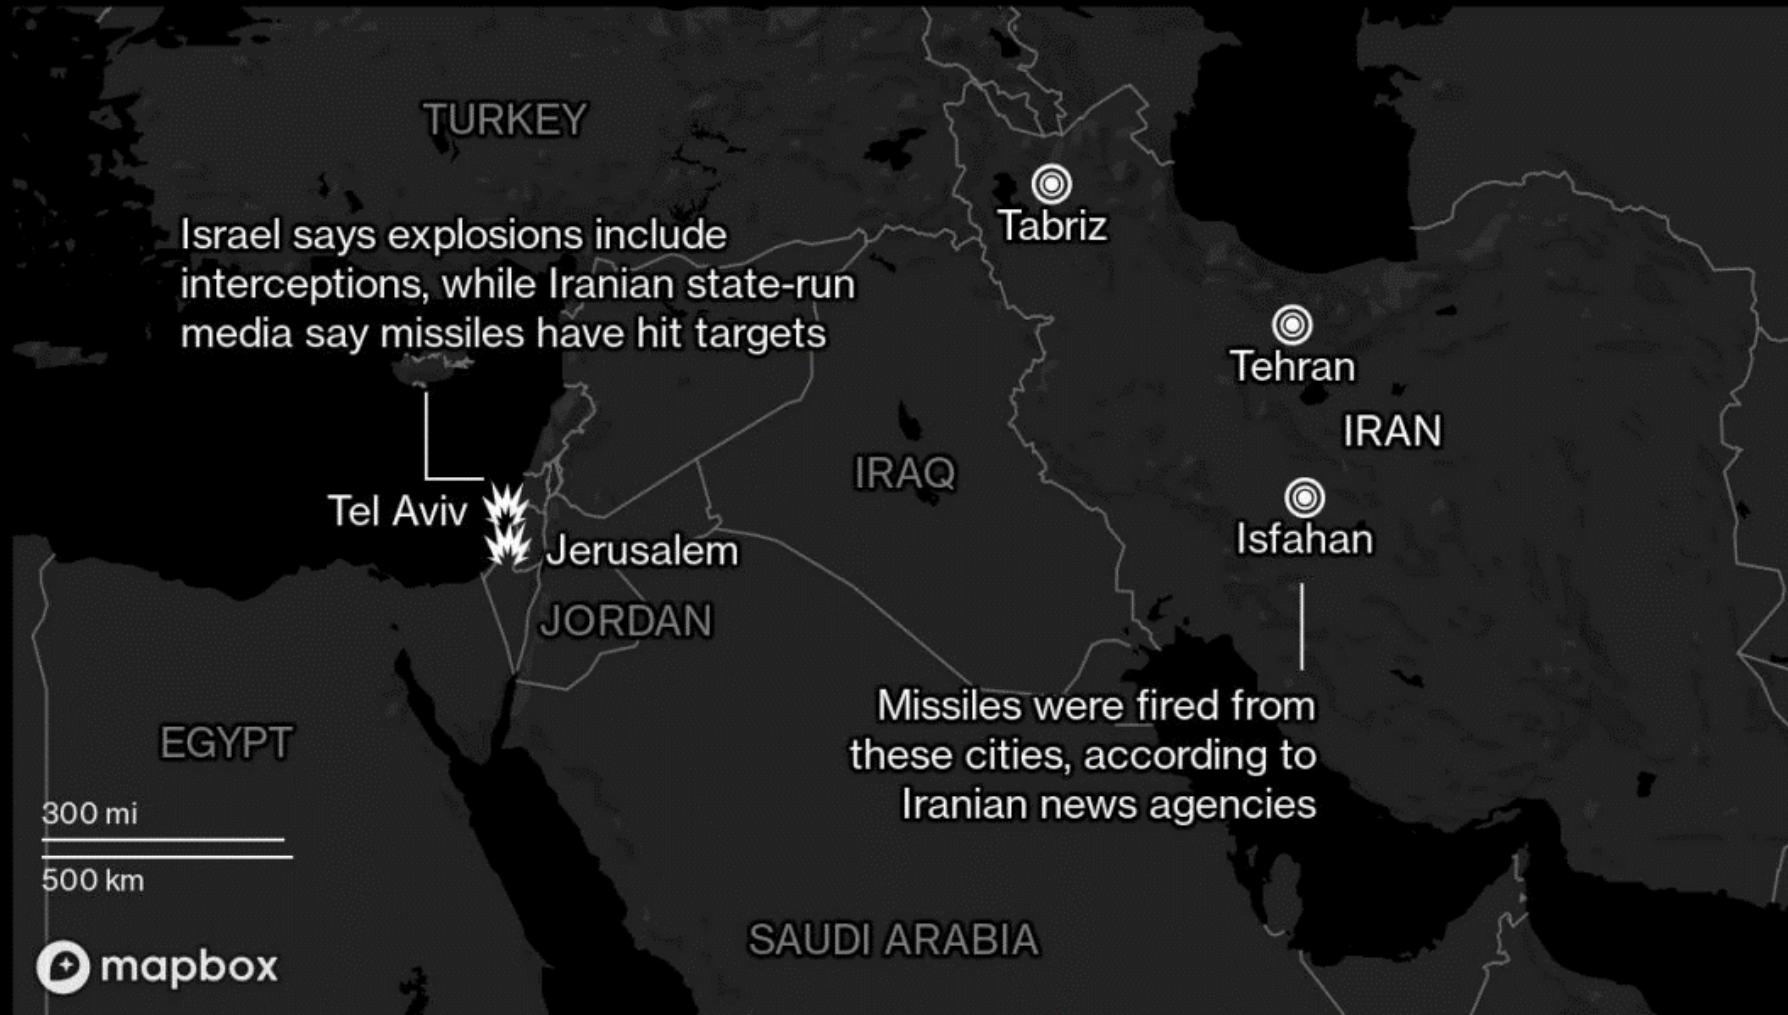 TURKEY
Tabriz
Israel says explosions include
interceptions, while Iranian state-run
media say missiles have hit targets
Tehran
IRAN
IRAQ
Tel Aviv
Isfahan
Jerusalem
JORDAN
Missiles were fired from
these cities, according to
Iranian news agencies
EGYPT
300 mi
500 km
SAUDI ARABIA
mapbox